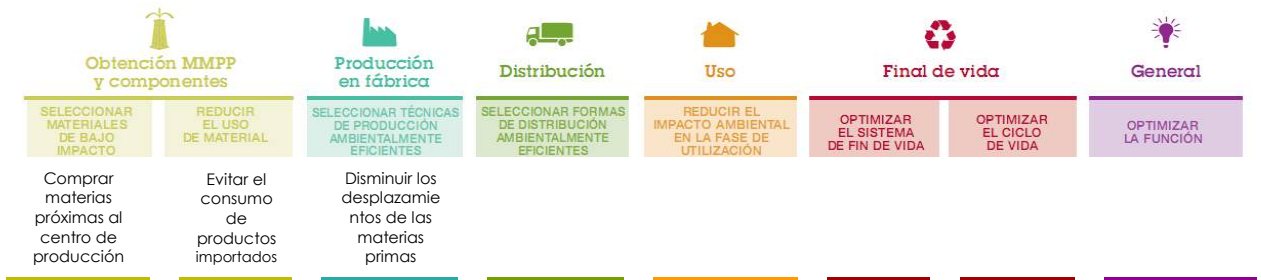 Obtención MMPP
y componentes
Producción
en fábrica
Distribución
Uso
Final de vida
General
SELECCIONAR
MATERIALES
DE BAJO
IMPACTO
REDUCIR
EL USO
DE MATERIAL
SELECCIONAR TÉCNICAS
DE PRODUCCIÓN
AMBIENTALMENTE
EFICIENTES
SELECCIONAR FORMAS
DE DISTRIBUCIÓN
AMBIENTALMENTE
EFICIENTES
REDUCIR EL
IMPACTO AMBIENTAL
EN LA FASE DE
UTILIZACIÓN
OPTIMIZAR
EL SISTEMA
DE FIN DE VIDA
OPTIMIZAR
EL CICLO
DE VIDA
OPTIMIZAR
LA FUNCIÓN
Comprar
materias
próximas al
centro de
producción
Evitar el
consumo
de
productos
importados
Disminuir los
desplazamie
ntos de las
materias
primas